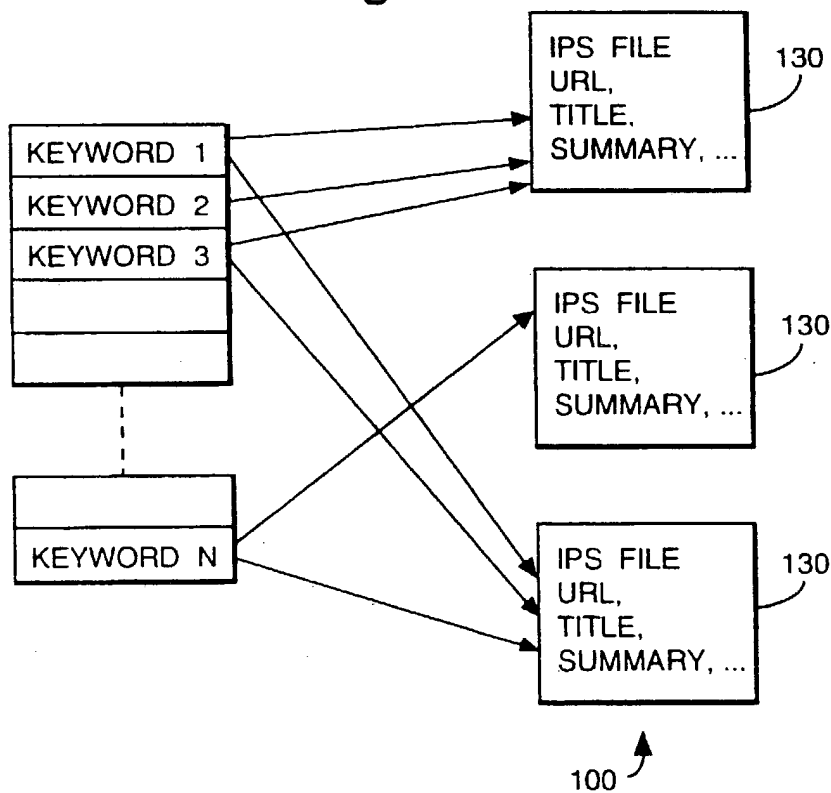 KEYWORD 1
KEYWORD 2
KEYWORD 3
KEYWORD N
IPS FILE
URL,
TITLE,
SUMMARY, ...
130
IPS FILE
URL,
TITLE,
SUMMARY, ...
130
IPS FILE
URL,
TITLE,
SUMMARY, ...
130
100